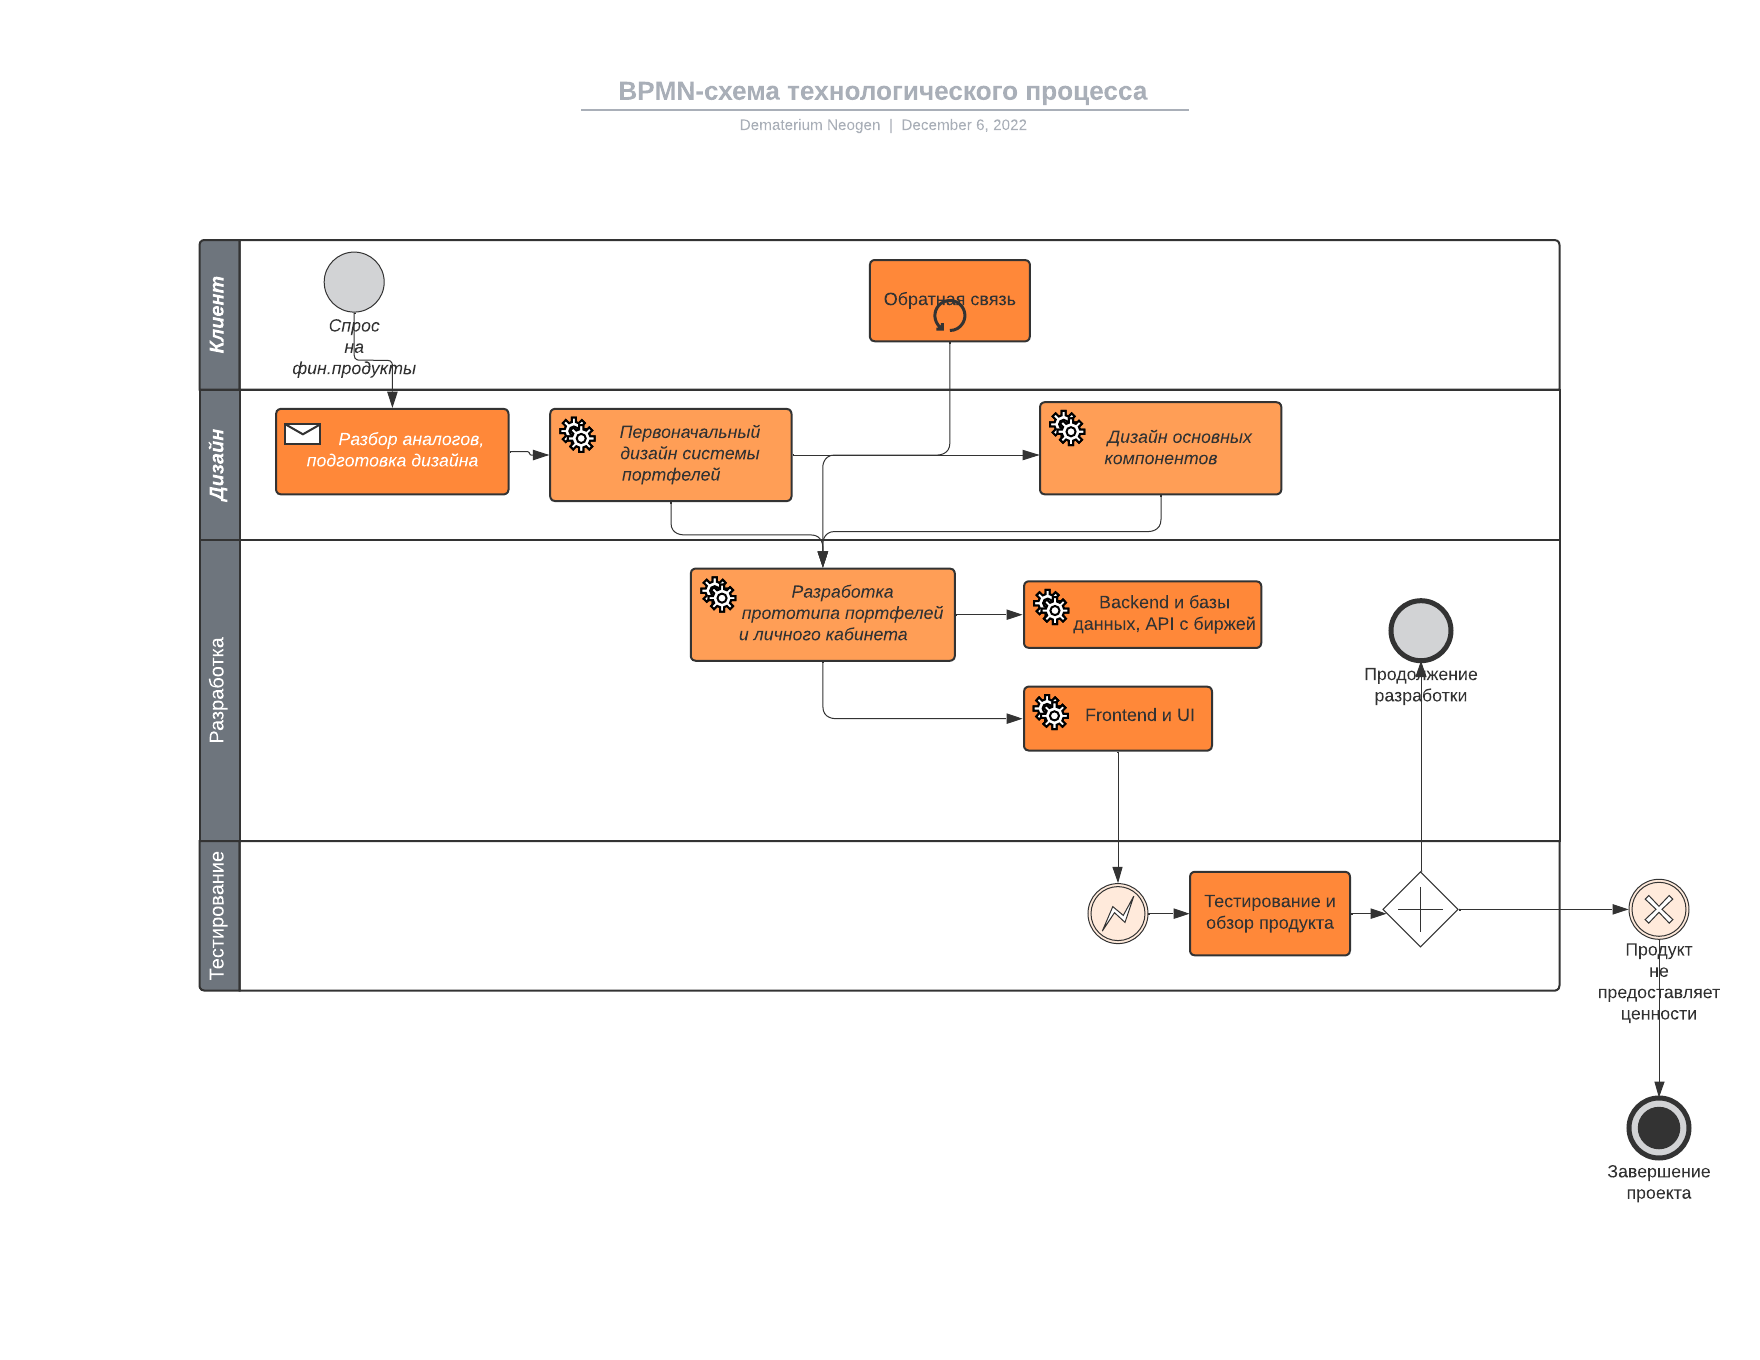 BPMN-схема технологического процесса
Dematerium Neogen | December 6, 2022
Клиент
Спрос
на
фин.продукты
Обратная связь
Дизайн
Разбор аналогов,
подготовка дизайна
Первоначальный
дизайн системы
портфелей
Дизайн основных
компонентов
Разработка
Разработка
прототипа портфелей
и личного кабинета
Backend и базы
данных, API с биржей
Frontend и UI
Продолжение
разработки
Тестирование
Тестирование и
обзор продукта
Продукт
не
предоставляет
ценности
Завершение
проекта